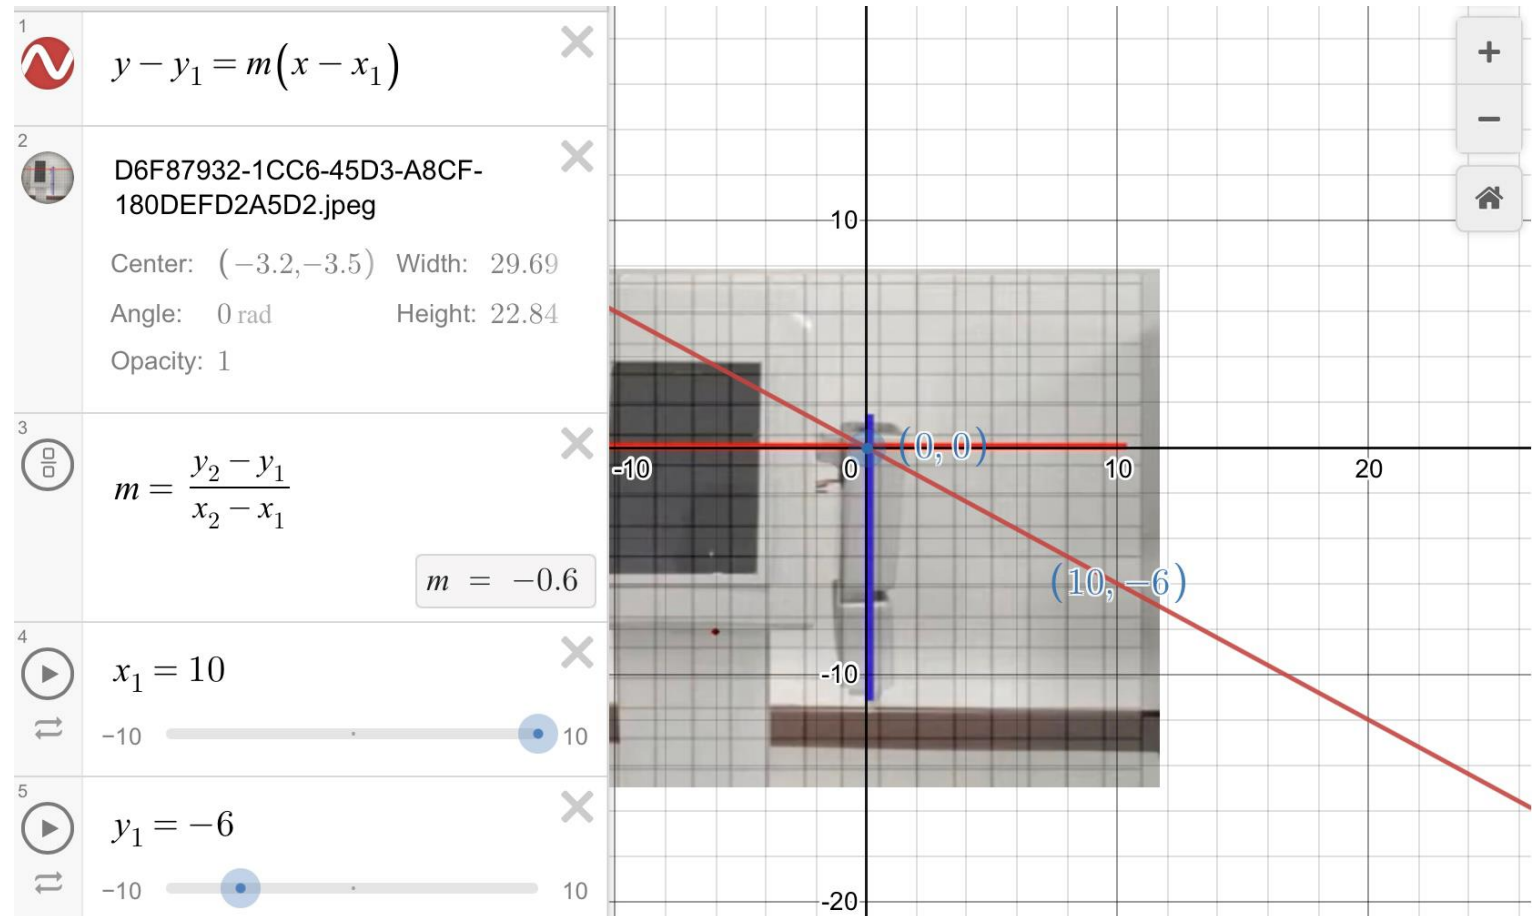 1
y − y₁ = m(x − x₁)
2
D6F87932-1CC6-45D3-A8CF-
180DEFD2A5D2.jpeg
Center: (−3.2,−3.5) Width: 29.69
Angle: 0 rad Height: 22.84
Opacity: 1
3
m = (y₂ − y₁)/(x₂ − x₁)
m = −0.6
4
x₁ = 10
−10 10
5
y₁ = −6
−10 10
10
(0, 0)
-10 0 10 20
(10, −6)
-10
-20
+
−